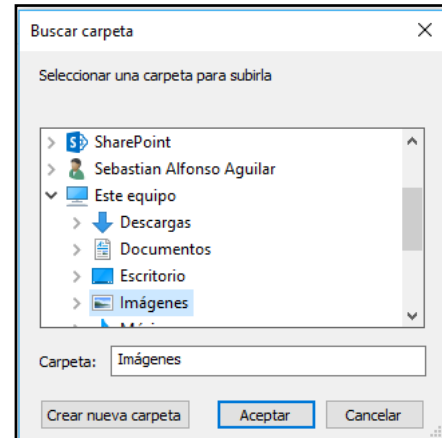 Buscar carpeta
Seleccionar una carpeta para subirla
SharePoint
Sebastian Alfonso Aguilar
Este equipo
Descargas
Documentos
Escritorio
Imágenes
Carpeta: Imágenes
Crear nueva carpeta Aceptar Cancelar